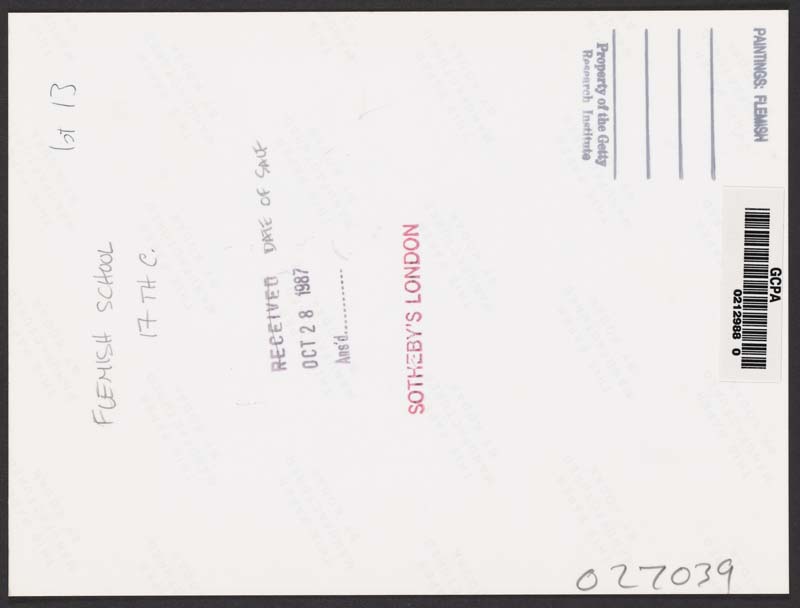 lot 13
FLEMISH SCHOOL
17 TH C.
DATE OF SALE
RECEIVED
OCT 28 1987
Ans'd.............
SOTHEBY'S LONDON
Property of the Getty
Research Institute
PAINTINGS: FLEMISH
GCPA
0212988 0
027039